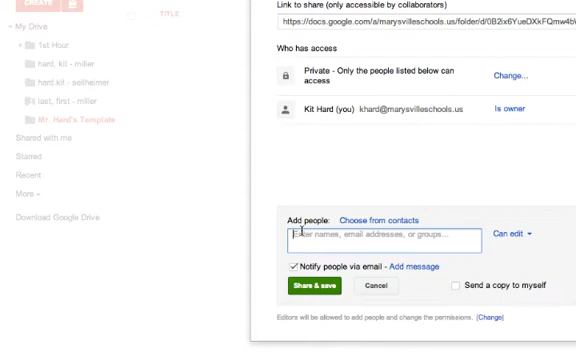 CREATE
TITLE
My Drive
1st Hour
hard, kit - miller
hard.kit - seilheimer
last, first - miller
Mr. Hard's Template
Shared with me
Starred
Recent
More
Download Google Drive
Link to share (only accessible by collaborators)
https://docs.google.com/a/marysvilleschools.us/folder/d/0B2ix6YueDXkFQmw4b
Who has access
Private - Only the people listed below can access
Change...
Kit Hard (you) khard@marysvilleschools.us Is owner
Add people: Choose from contacts
Enter names, email addresses, or groups...
Can edit
Notify people via email - Add message
Share & save Cancel Send a copy to myself
Editors will be allowed to add people and change the permissions. [Change]